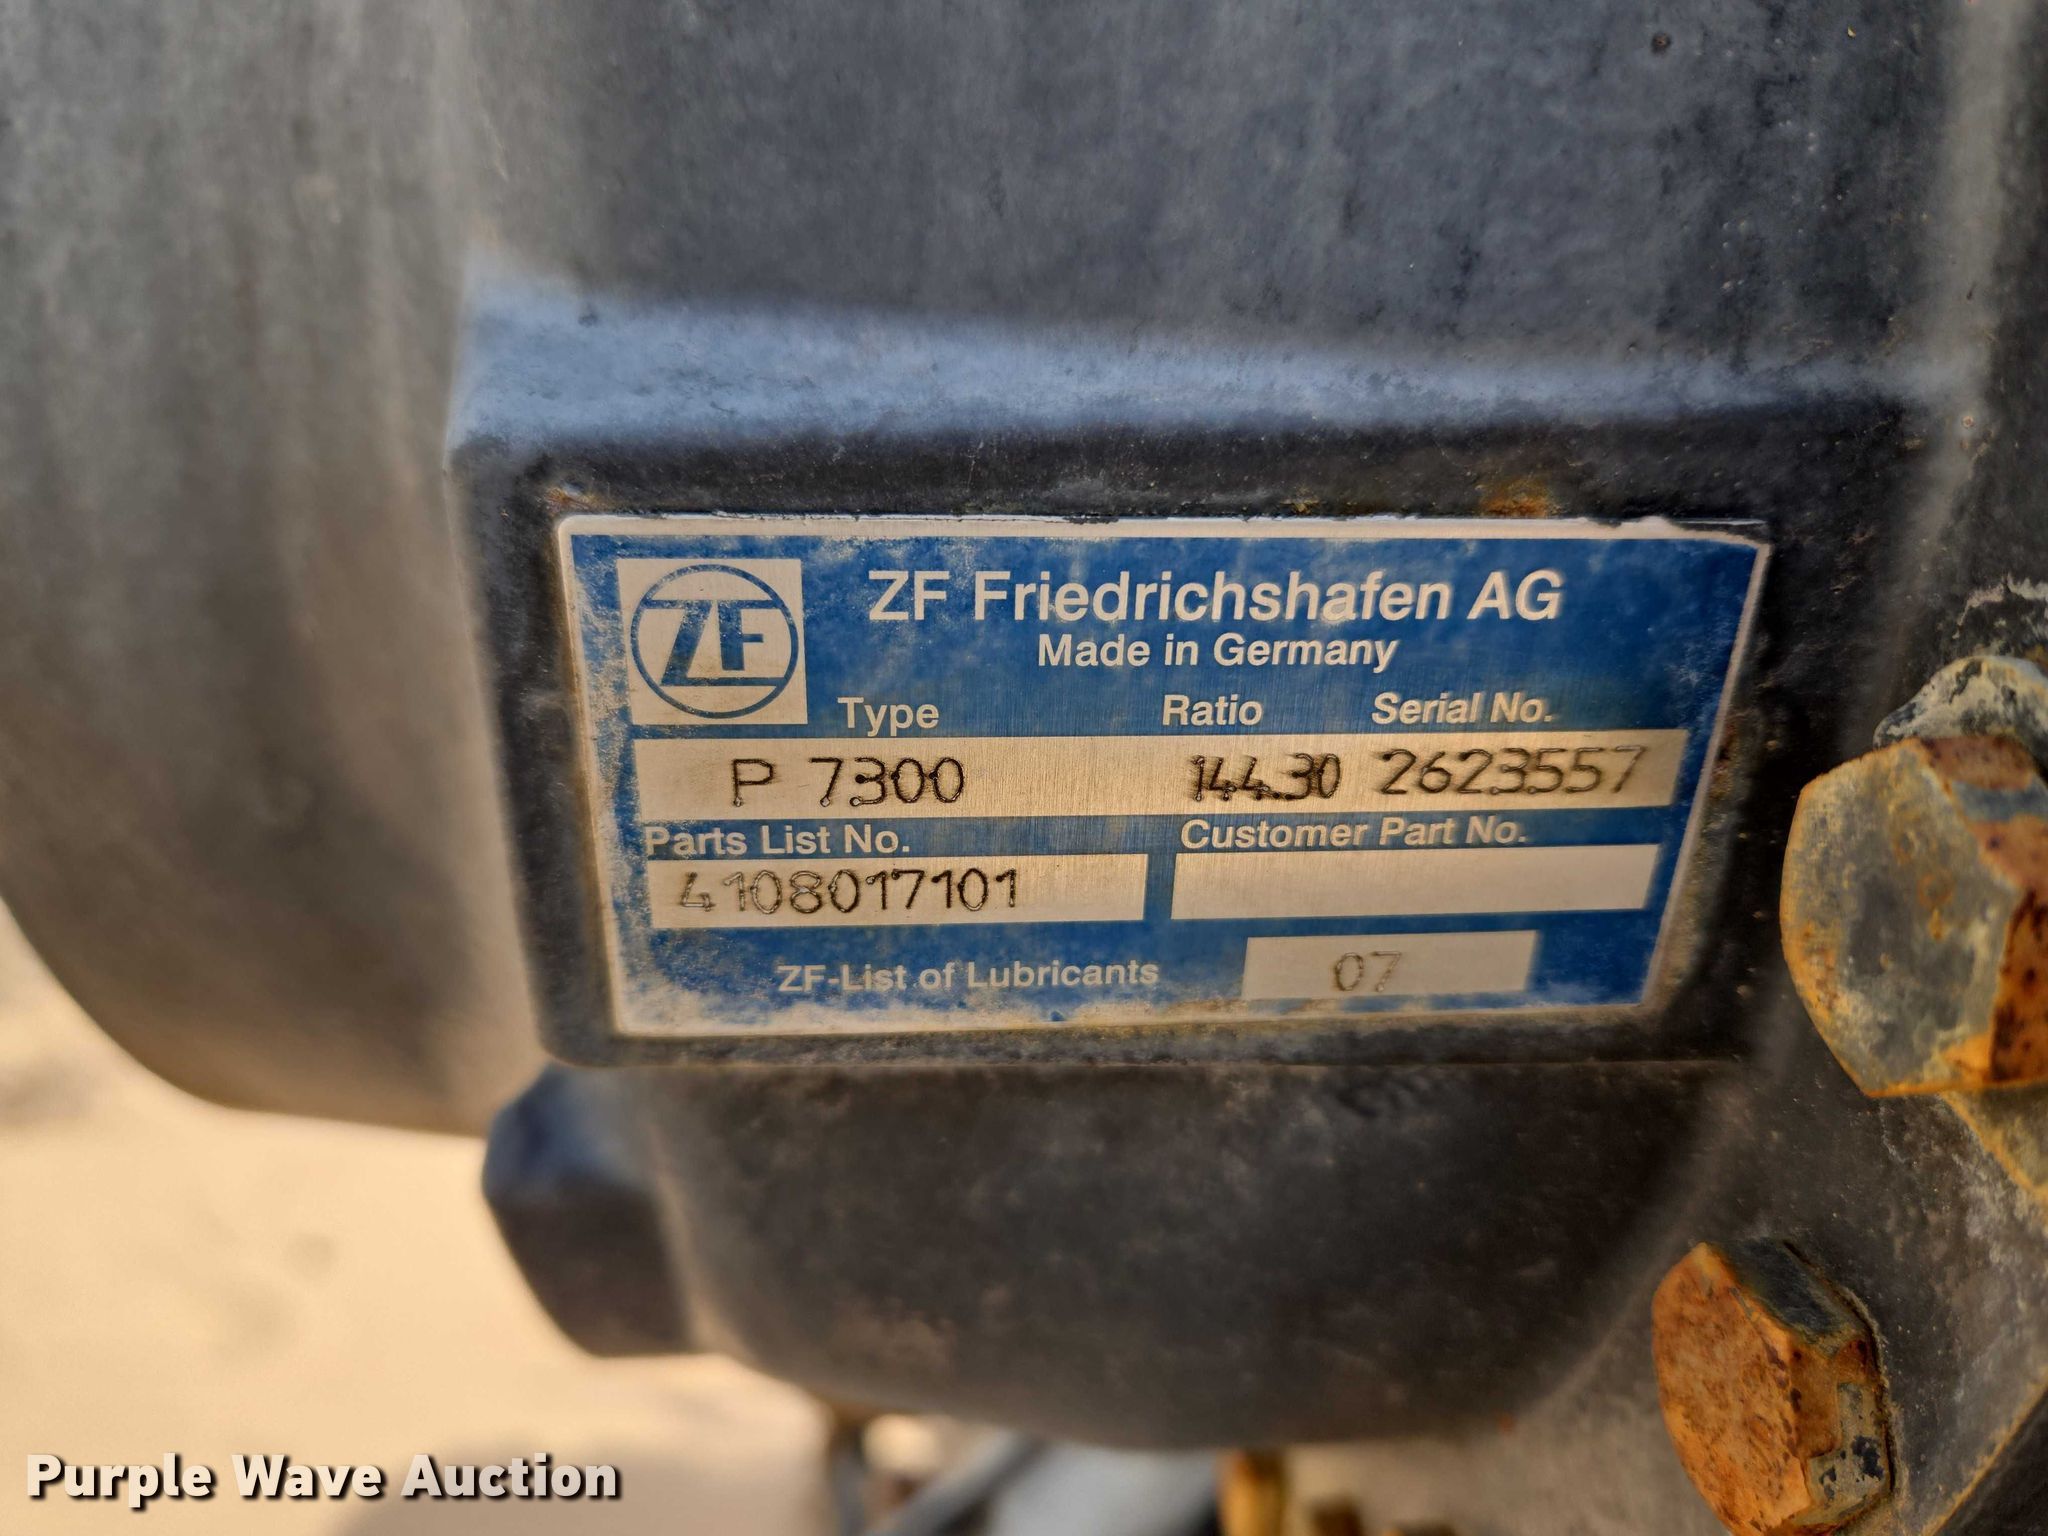 ZF
ZF Friedrichshafen AG
Made in Germany
Type Ratio Serial No.
P 7300 144.30 2623557
Parts List No. Customer Part No.
4108017101
ZF-List of Lubricants 07
Purple Wave Auction